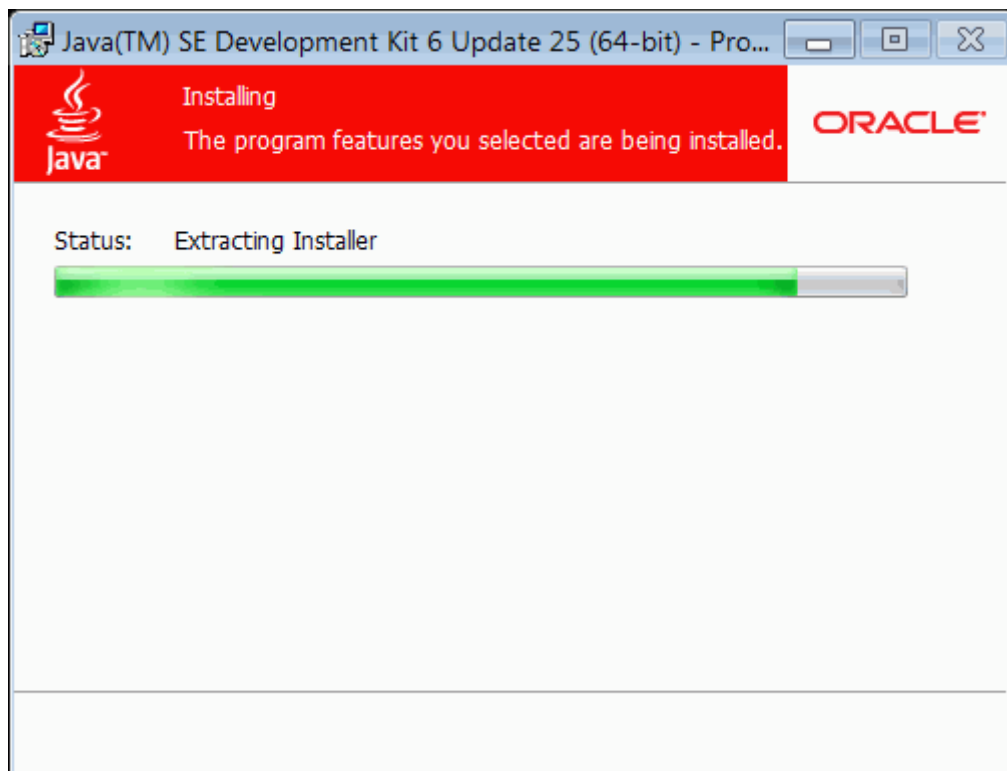 Java(TM) SE Development Kit 6 Update 25 (64-bit) - Pro...
Installing
The program features you selected are being installed.
ORACLE
Java
Status: Extracting Installer